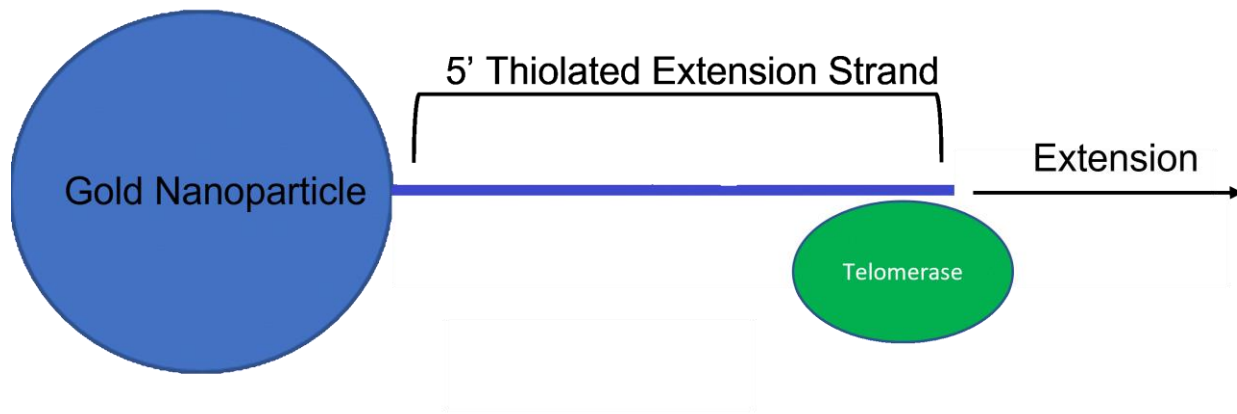 5’ Thiolated Extension Strand
Extension
Gold Nanoparticle
Telomerase